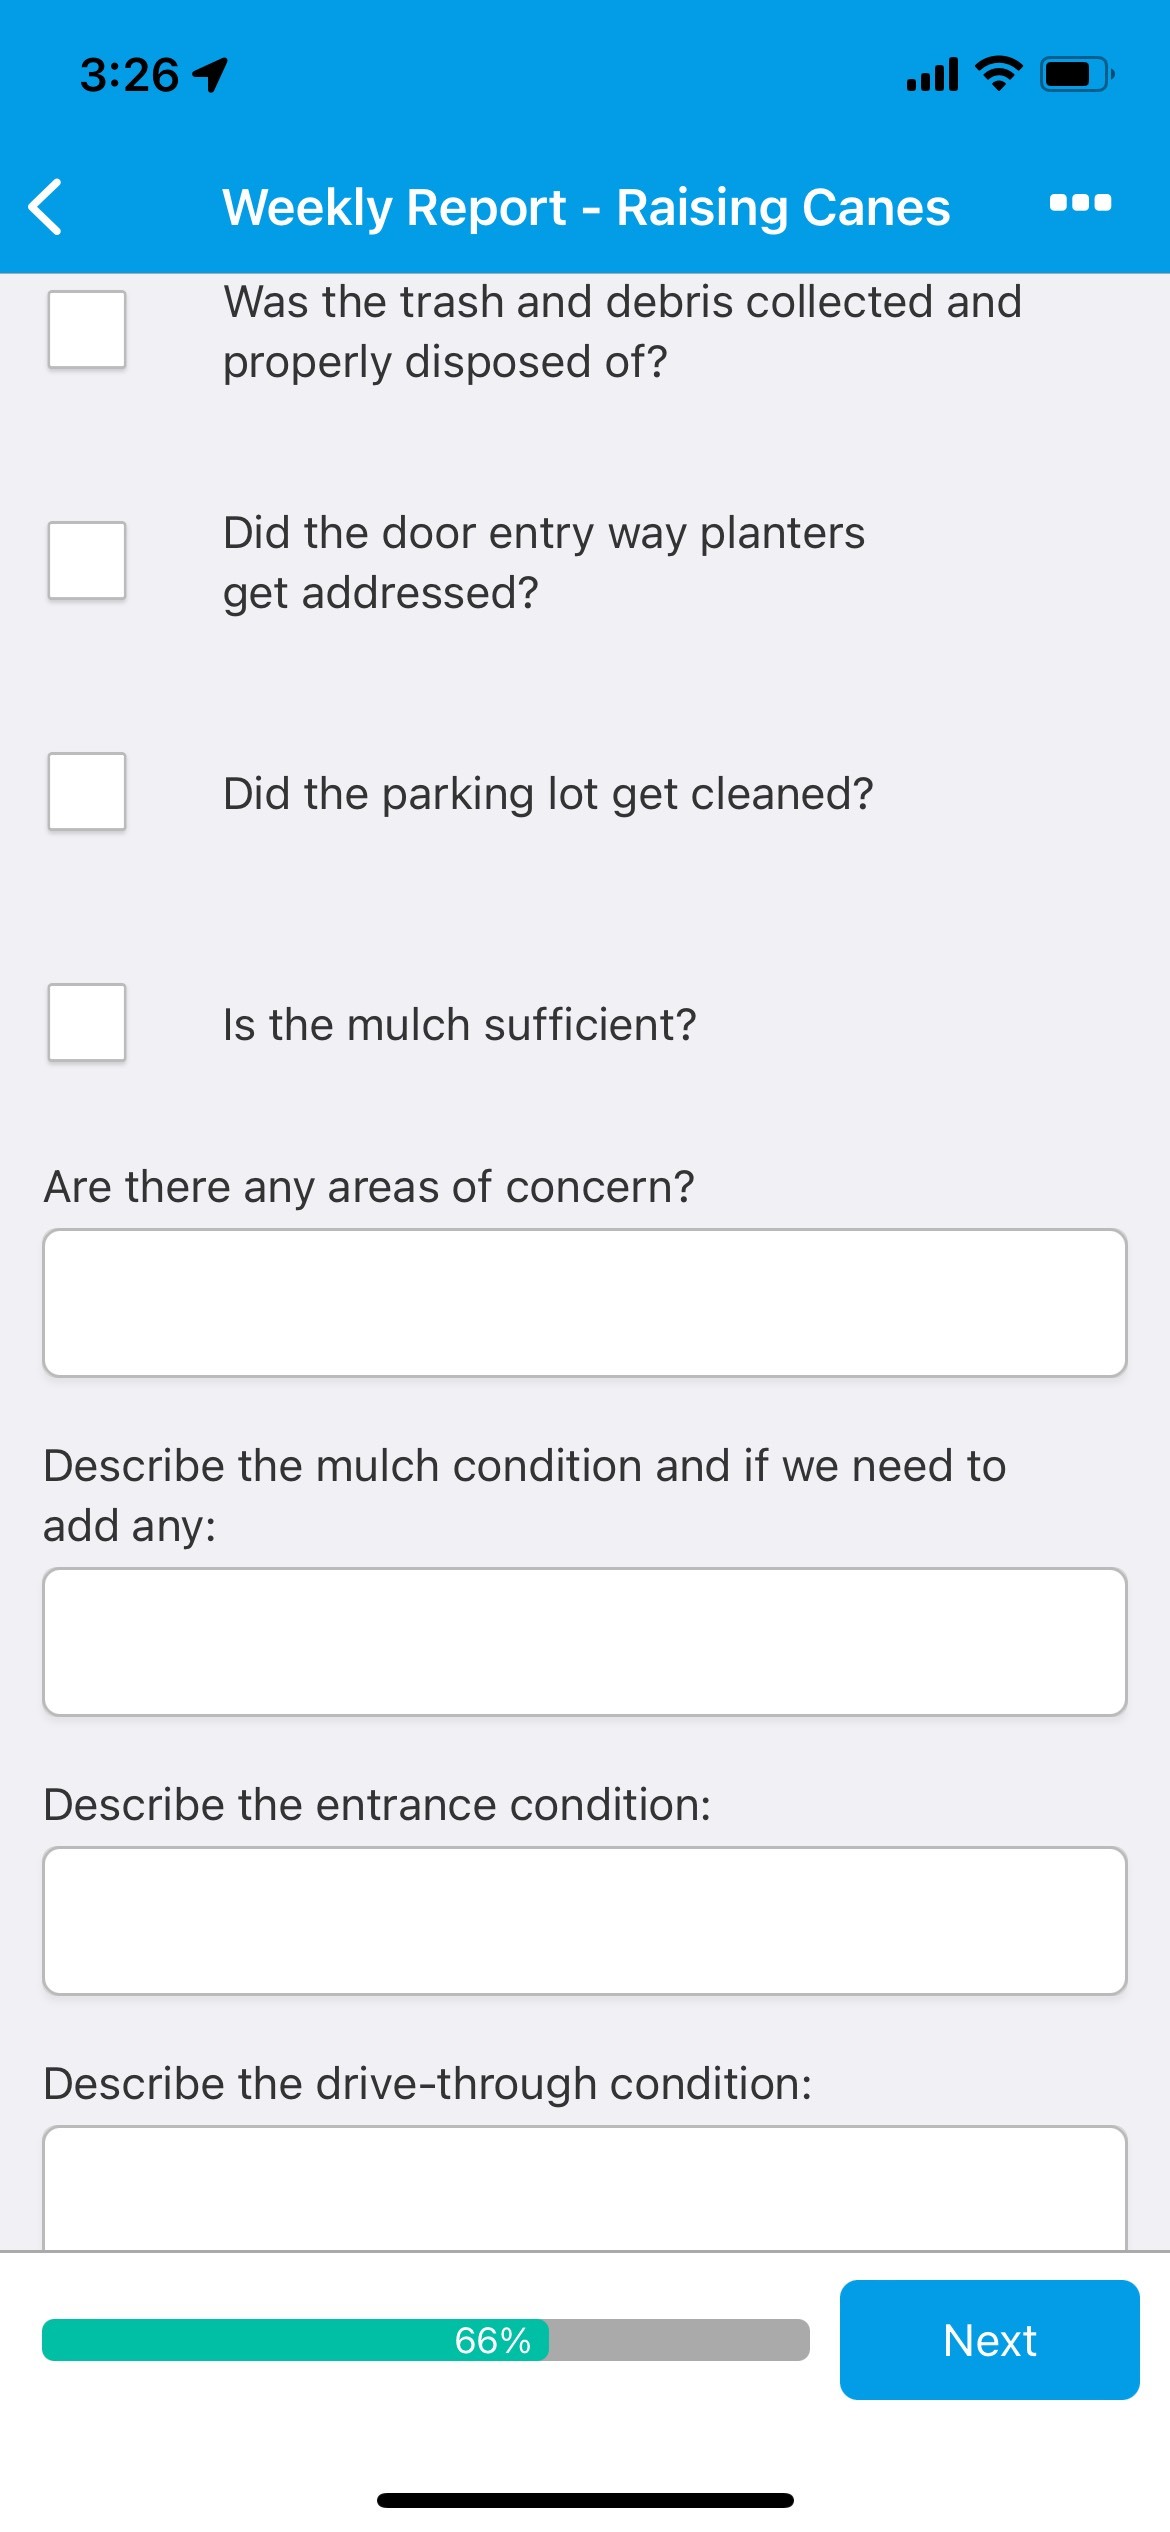 3:26
Weekly Report - Raising Canes
Was the trash and debris collected and
properly disposed of?
Did the door entry way planters
get addressed?
Did the parking lot get cleaned?
Is the mulch sufficient?
Are there any areas of concern?
Describe the mulch condition and if we need to
add any:
Describe the entrance condition:
Describe the drive-through condition:
66%
Next